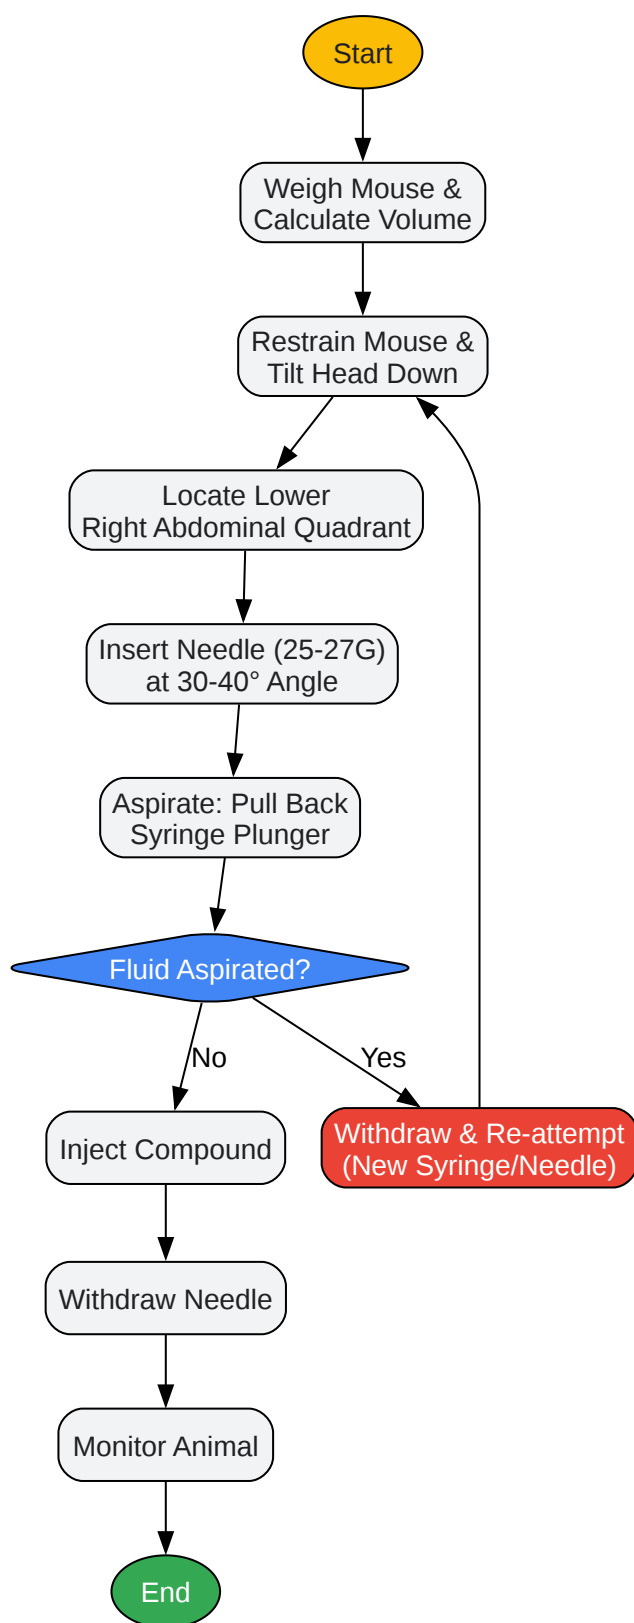 Start
Weigh Mouse &
Calculate Volume
Restrain Mouse &
Tilt Head Down
Locate Lower
Right Abdominal Quadrant
Insert Needle (25-27G)
at 30-40° Angle
Aspirate: Pull Back
Syringe Plunger
Fluid Aspirated?
No
Yes
Inject Compound
Withdraw & Re-attempt
(New Syringe/Needle)
Withdraw Needle
Monitor Animal
End